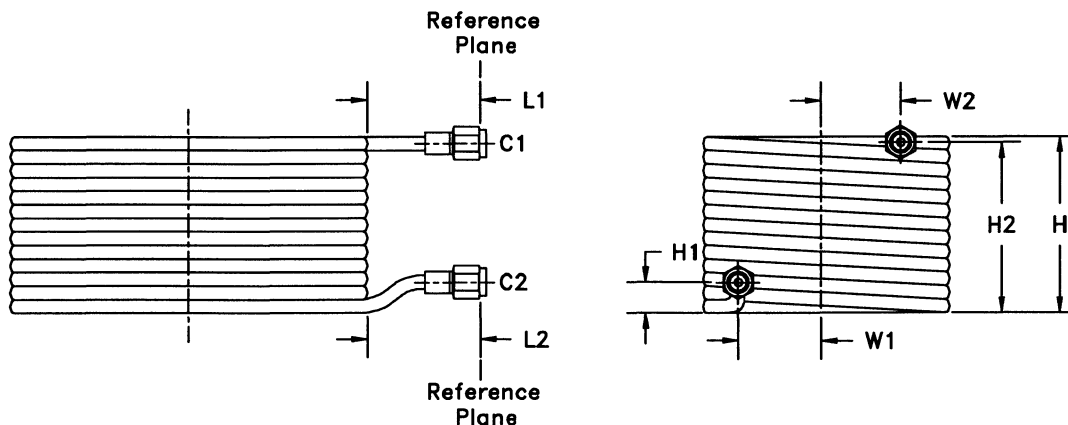 Reference
Plane
L1
W2
C1
H1
H2
H
C2
L2
W1
Reference
Plane